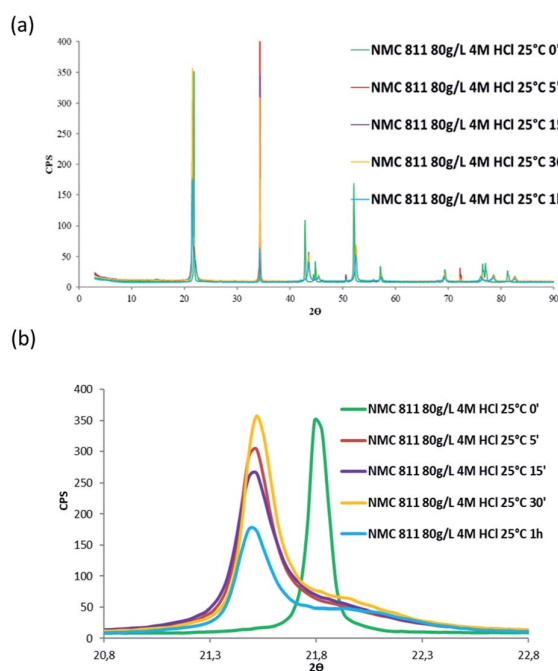 (a)
400
350
300
250
200
150
100
50
0
CPS
0 10 20 30 40 50 60 70 80 90
2Θ
NMC 811 80g/L 4M HCl 25°C 0'
NMC 811 80g/L 4M HCl 25°C 5'
NMC 811 80g/L 4M HCl 25°C 15
NMC 811 80g/L 4M HCl 25°C 30
NMC 811 80g/L 4M HCl 25°C 1h
(b)
400
350
300
250
200
150
100
50
0
CPS
20,8 21,3 21,8 22,3 22,8
2Θ
NMC 811 80g/L 4M HCl 25°C 0'
NMC 811 80g/L 4M HCl 25°C 5'
NMC 811 80g/L 4M HCl 25°C 15'
NMC 811 80g/L 4M HCl 25°C 30'
NMC 811 80g/L 4M HCl 25°C 1h